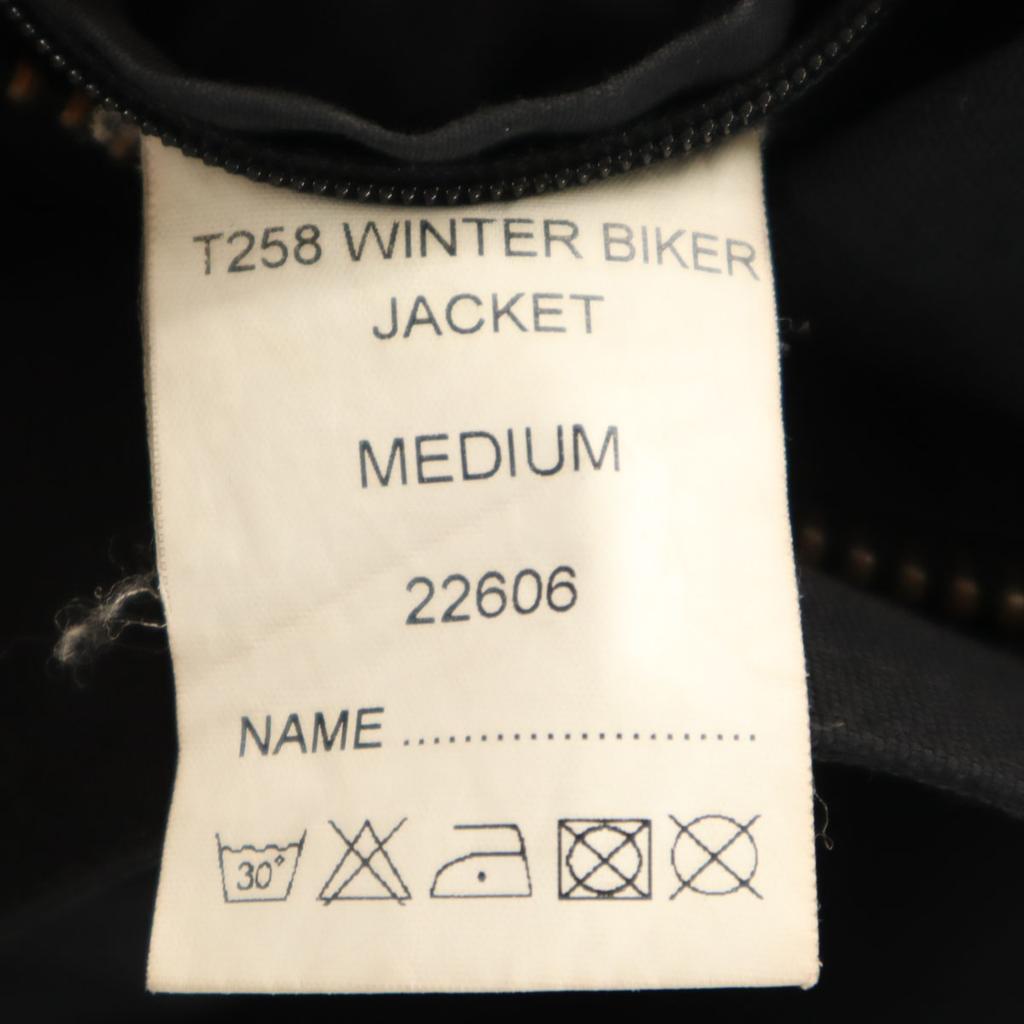 T258 WINTER BIKER
JACKET
MEDIUM
22606
NAME ........................
30°